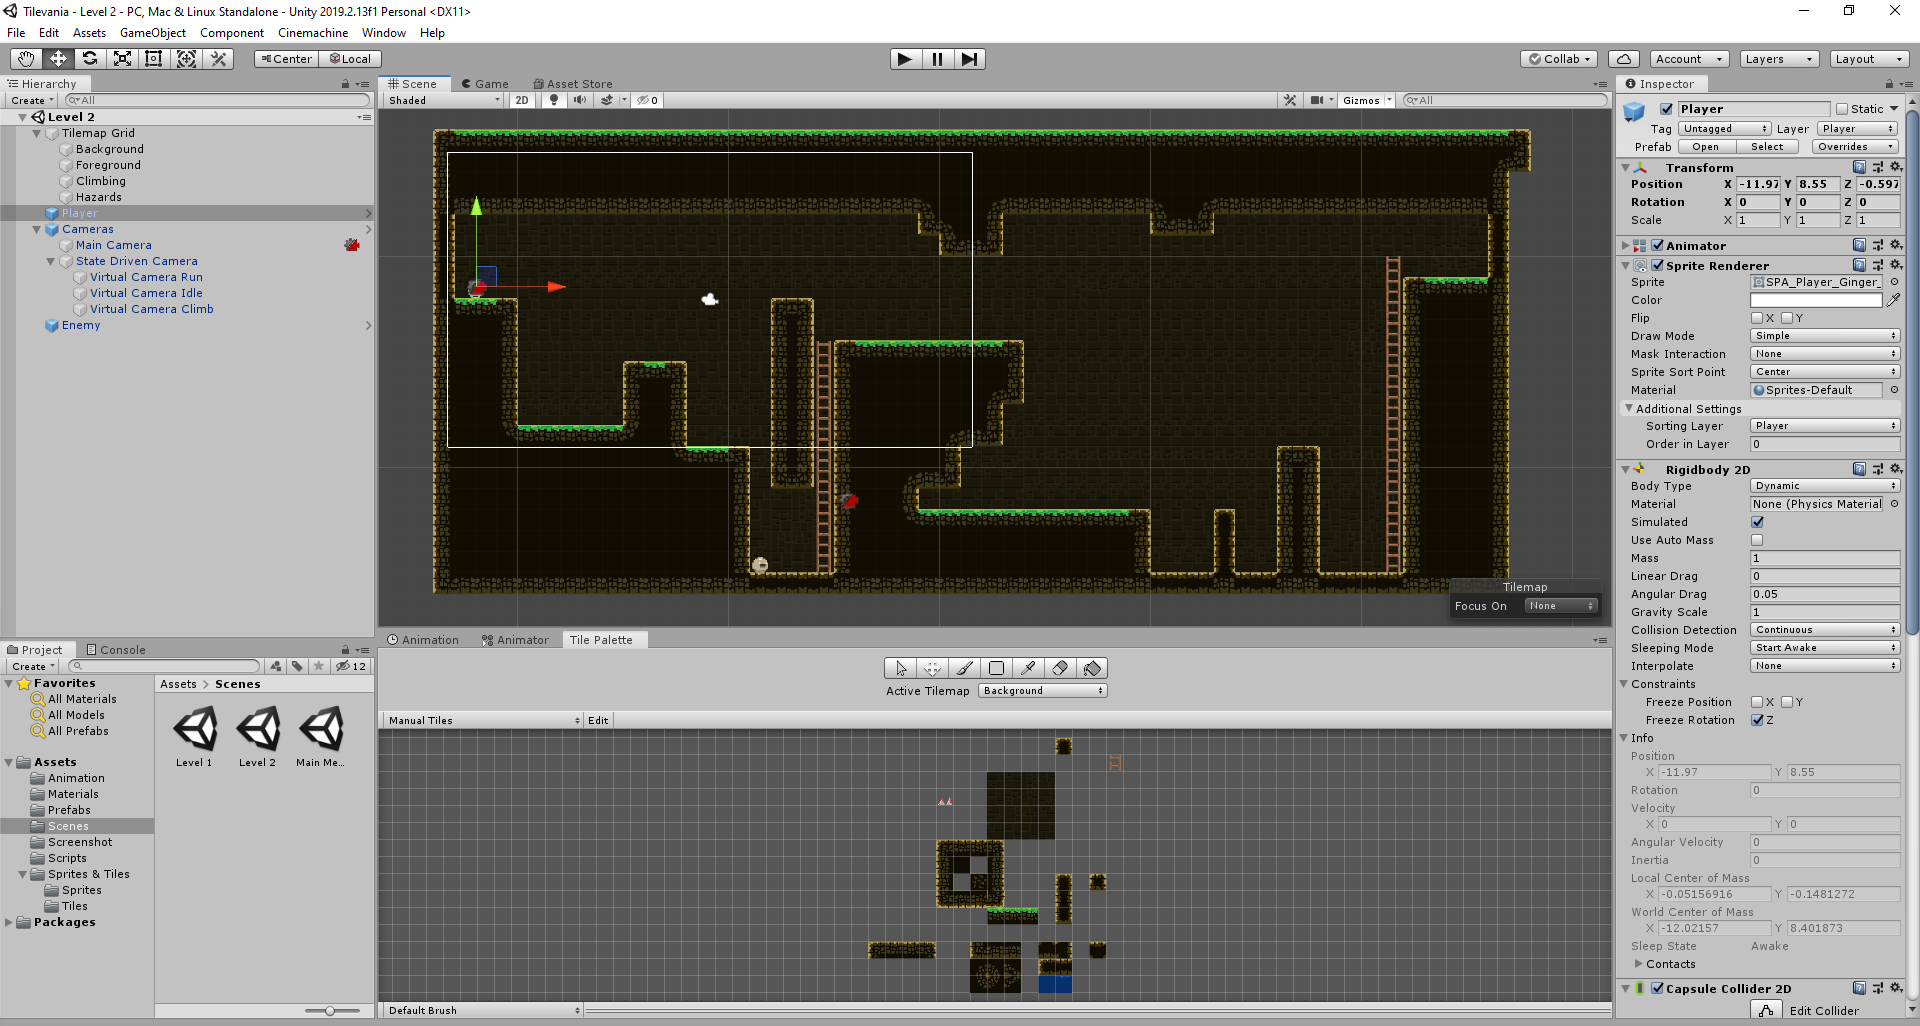 Tilevania - Level 2 - PC, Mac & Linux Standalone - Unity 2019.2.13f1 Personal <DX11>
File Edit Assets GameObject Component Cinemachine Window Help
Center Local
Collab Account Layers Layout
Hierarchy
Create All
Level 2
Tilemap Grid
Background
Foreground
Climbing
Hazards
Player
Cameras
Main Camera
State Driven Camera
Virtual Camera Run
Virtual Camera Idle
Virtual Camera Climb
Enemy
Scene Game Asset Store
Shaded 2D 0 Gizmos All
Tilemap
Focus On None
Project Console
Create 12
Favorites
All Materials
All Models
All Prefabs
Assets
Animation
Materials
Prefabs
Scenes
Screenshot
Scripts
Sprites & Tiles
Sprites
Tiles
Packages
Assets > Scenes
Level 1 Level 2 Main Me...
Animation Animator Tile Palette
Active Tilemap Background
Manual Tiles Edit
Default Brush
Inspector
Player Static
Tag Untagged Layer Player
Prefab Open Select Overrides
Transform
Position X -11.97 Y 8.55 Z -0.597
Rotation X 0 Y 0 Z 0
Scale X 1 Y 1 Z 1
Animator
Sprite Renderer
Sprite SPA_Player_Ginger_
Color
Flip X Y
Draw Mode Simple
Mask Interaction None
Sprite Sort Point Center
Material Sprites-Default
Additional Settings
Sorting Layer Player
Order in Layer 0
Rigidbody 2D
Body Type Dynamic
Material None (Physics Material
Simulated
Use Auto Mass
Mass 1
Linear Drag 0
Angular Drag 0.05
Gravity Scale 1
Collision Detection Continuous
Sleeping Mode Start Awake
Interpolate None
Constraints
Freeze Position X Y
Freeze Rotation Z
Info
Position
X -11.97 Y 8.55
Rotation 0
Velocity
X 0 Y 0
Angular Velocity 0
Inertia 0
Local Center of Mass
X -0.05156916 Y -0.1481272
World Center of Mass
X -12.02157 Y 8.401873
Sleep State Awake
Contacts
Capsule Collider 2D
Edit Collider